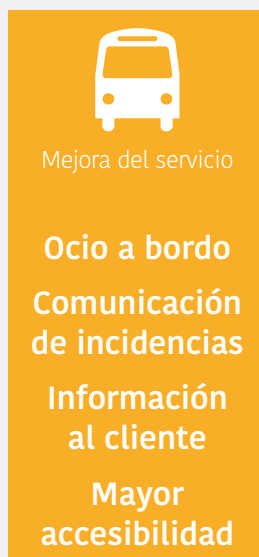 Mejora del servicio
Ocio a bordo
Comunicación
de incidencias
Información
al cliente
Mayor
accesibilidad